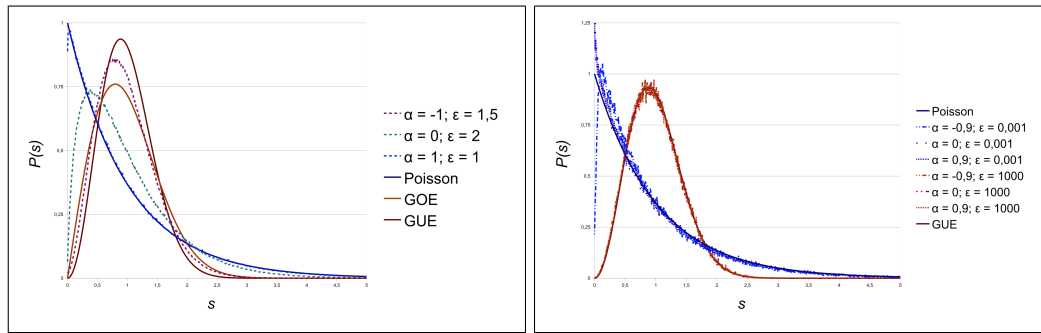 1
0,75
0,5
0,25
0
0 0,5 1 1,5 2 2,5 3 3,5 4 4,5 5
P(s)
s
α = -1; ε = 1,5
α = 0; ε = 2
α = 1; ε = 1
Poisson
GOE
GUE
1,25
1
0,75
0,5
0,25
0
0 0,5 1 1,5 2 2,5 3 3,5 4 4,5 5
P(s)
s
Poisson
α = -0,9; ε = 0,001
α = 0; ε = 0,001
α = 0,9; ε = 0,001
α = -0,9; ε = 1000
α = 0; ε = 1000
α = 0,9; ε = 1000
GUE